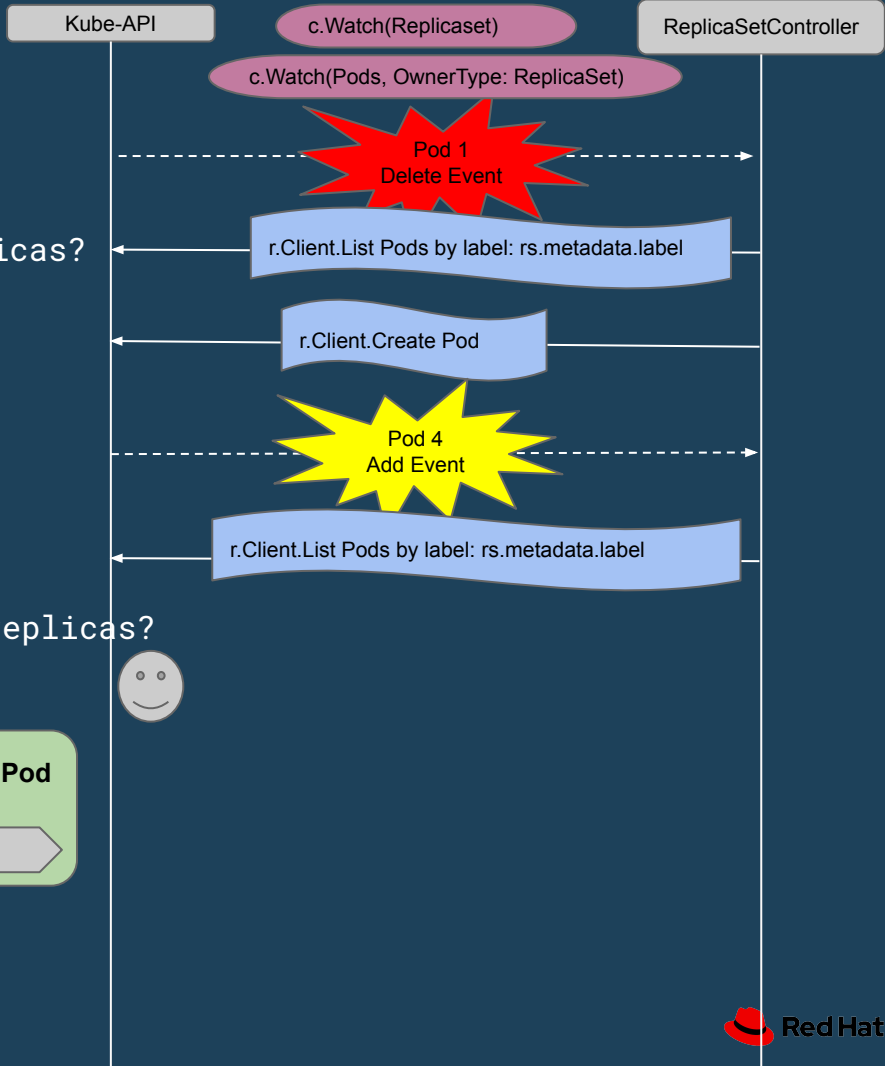 Kube-API
c.Watch(Replicaset)
ReplicaSetController
c.Watch(Pods, OwnerType: ReplicaSet)
Pod 1
Delete Event
icas?
r.Client.List Pods by label: rs.metadata.label
r.Client.Create Pod
Pod 4
Add Event
r.Client.List Pods by label: rs.metadata.label
eplicas?
Pod
Red Hat